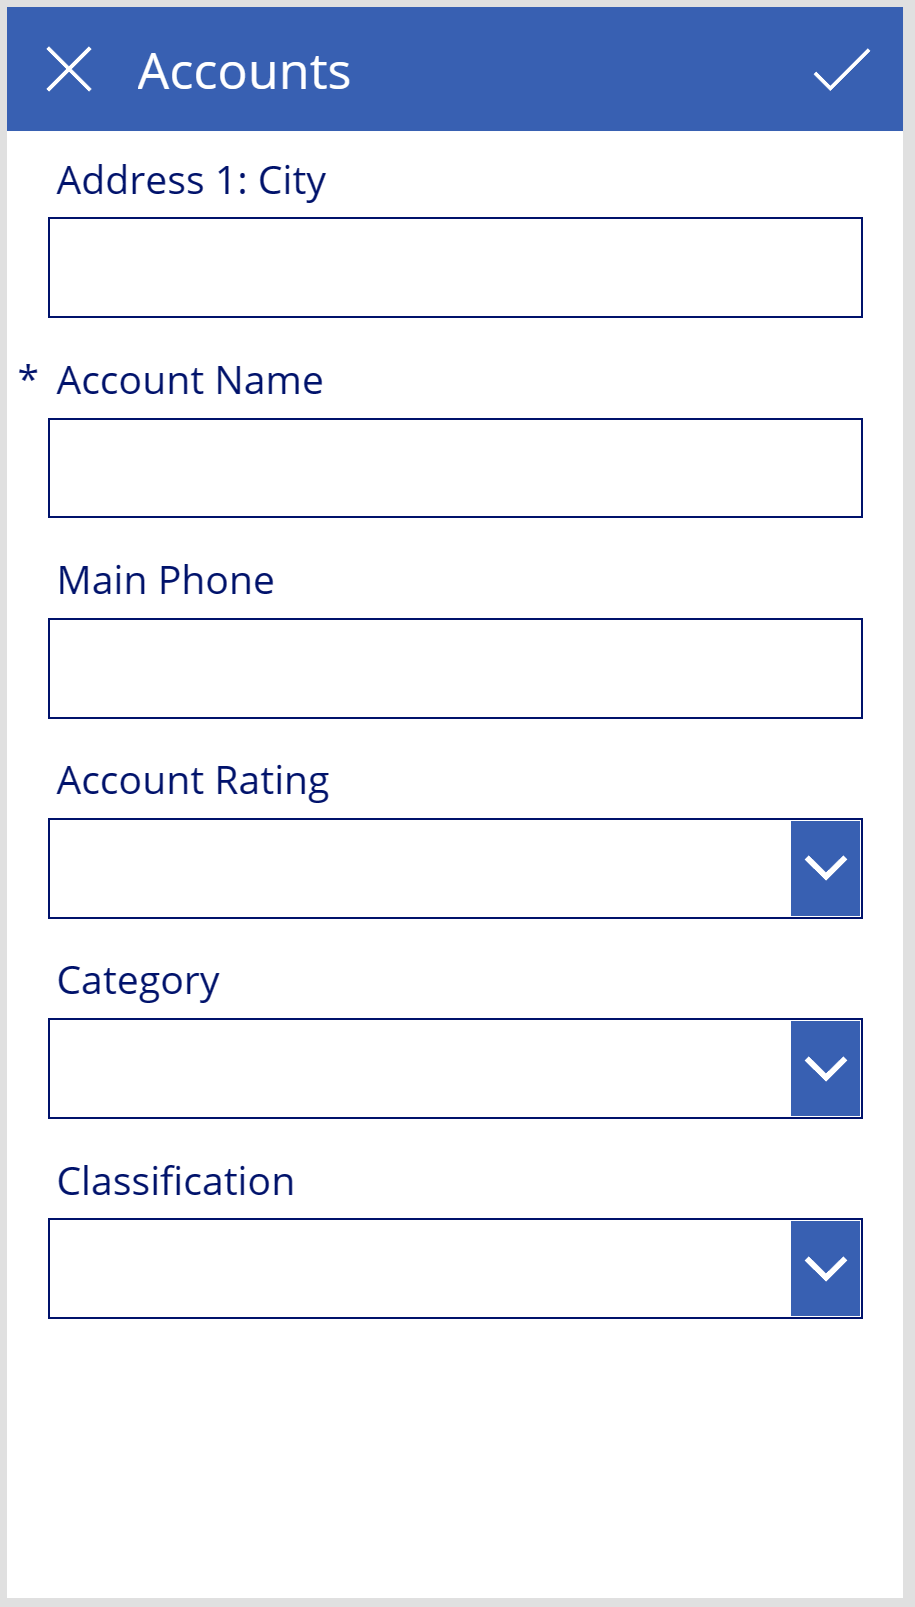 Accounts
Address 1: City
* Account Name
Main Phone
Account Rating
Category
Classification